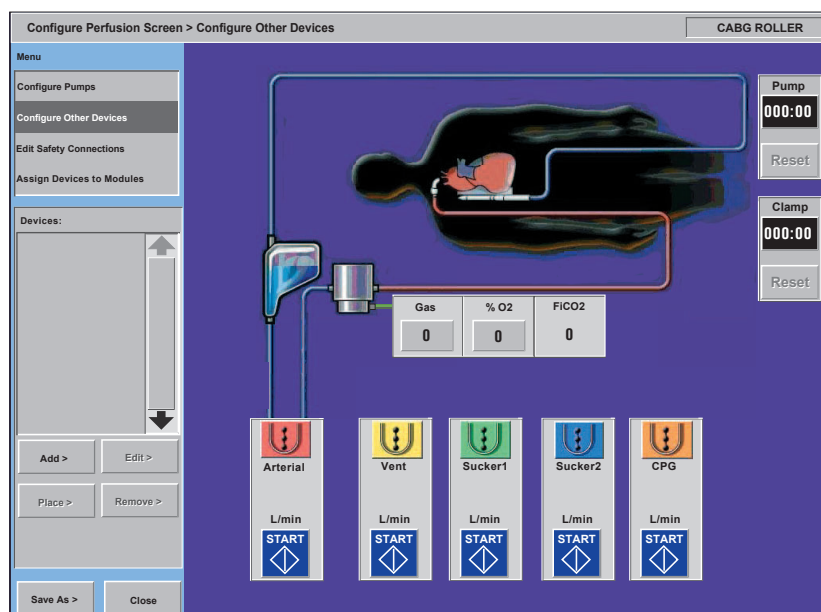 Configure Perfusion Screen > Configure Other Devices
CABG ROLLER
Menu
Configure Pumps
Configure Other Devices
Edit Safety Connections
Assign Devices to Modules
Devices:
Add >
Edit >
Place >
Remove >
Save As >
Close
Pump
000:00
Reset
Clamp
000:00
Reset
Gas
% O2
FiCO2
0
0
0
Arterial
Vent
Sucker1
Sucker2
CPG
L/min
L/min
L/min
L/min
L/min
START
START
START
START
START